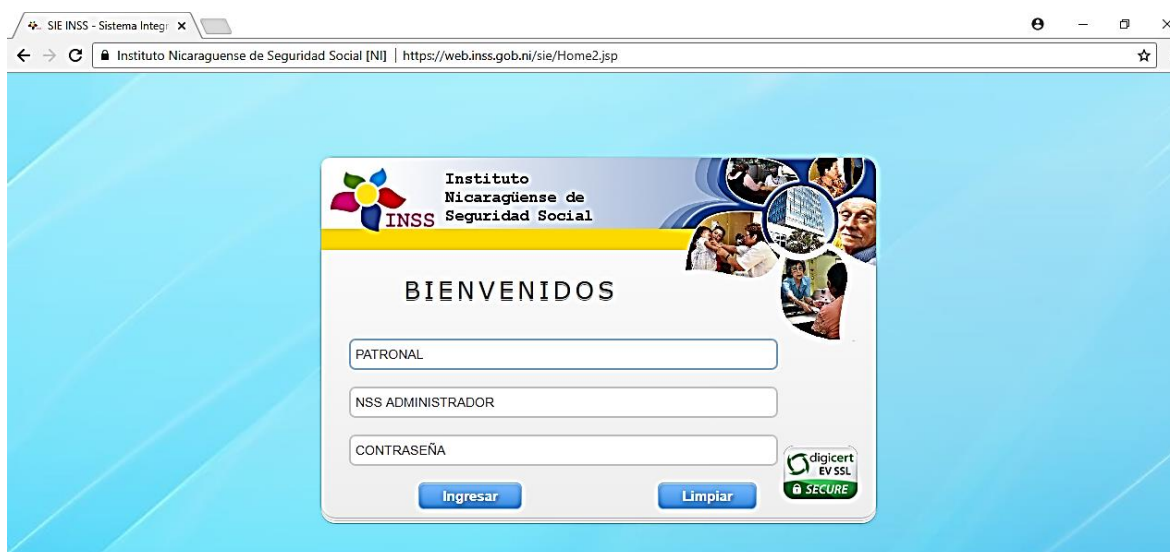 SIE INSS - Sistema Integr
Instituto Nicaraguense de Seguridad Social [NI] | https://web.inss.gob.ni/sie/Home2.jsp
INSS
Instituto
Nicaragüense de
Seguridad Social
BIENVENIDOS
PATRONAL
NSS ADMINISTRADOR
CONTRASEÑA
digicert
EV SSL
SECURE
Ingresar
Limpiar